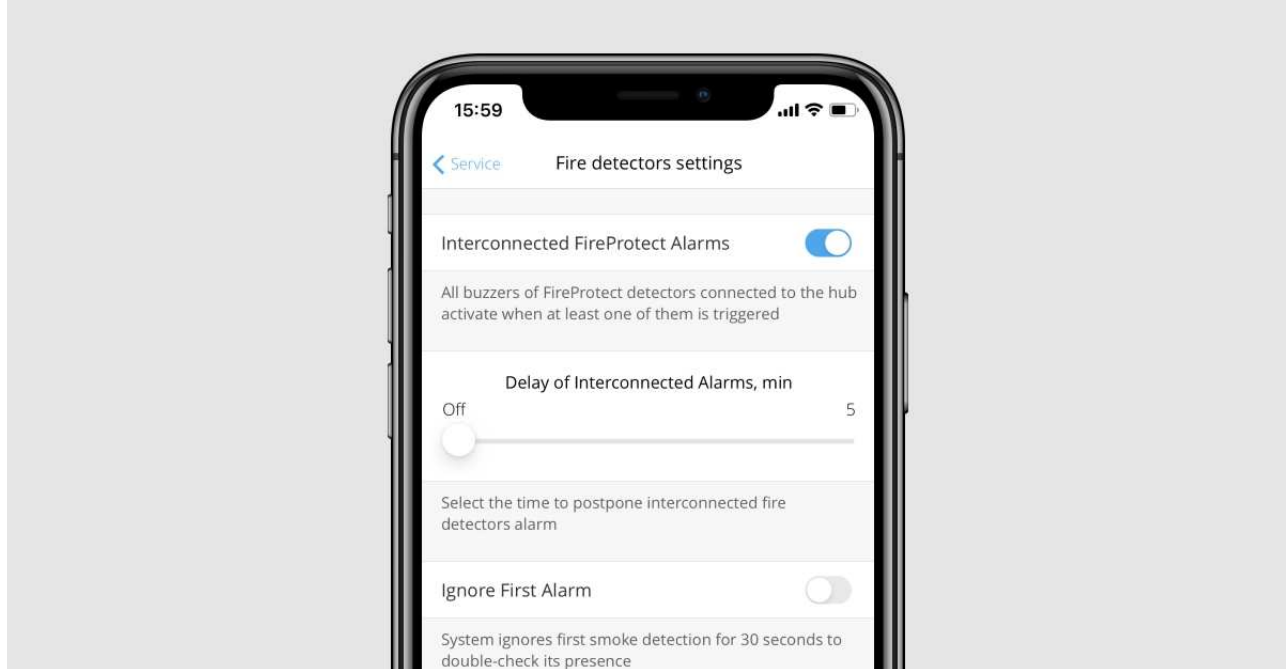 15:59
Service
Fire detectors settings
Interconnected FireProtect Alarms
All buzzers of FireProtect detectors connected to the hub
activate when at least one of them is triggered
Delay of Interconnected Alarms, min
Off 5
Select the time to postpone interconnected fire
detectors alarm
Ignore First Alarm
System ignores first smoke detection for 30 seconds to
double-check its presence